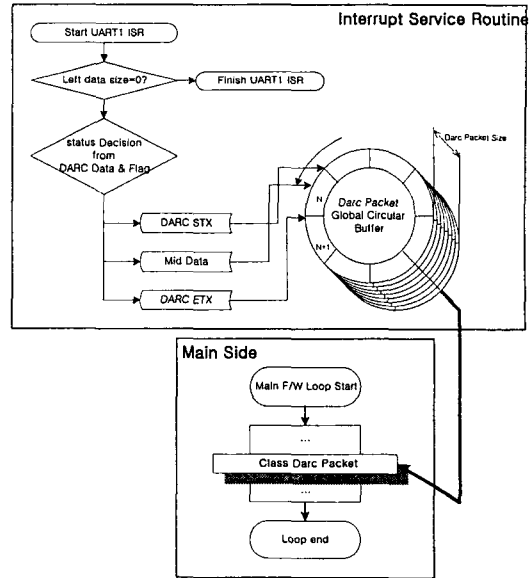 Interrupt Service Routine
Start UART1 ISR
Left data size=0?
Finish UART1 ISR
status Decision
from
DARC Data & Flag
DARC STX
Mid Data
DARC ETX
N
N+1
Darc Packet
Global Circular
Buffer
Darc Packet Size
Main Side
Main F/W Loop Start
...
Class Darc Packet
...
Loop end